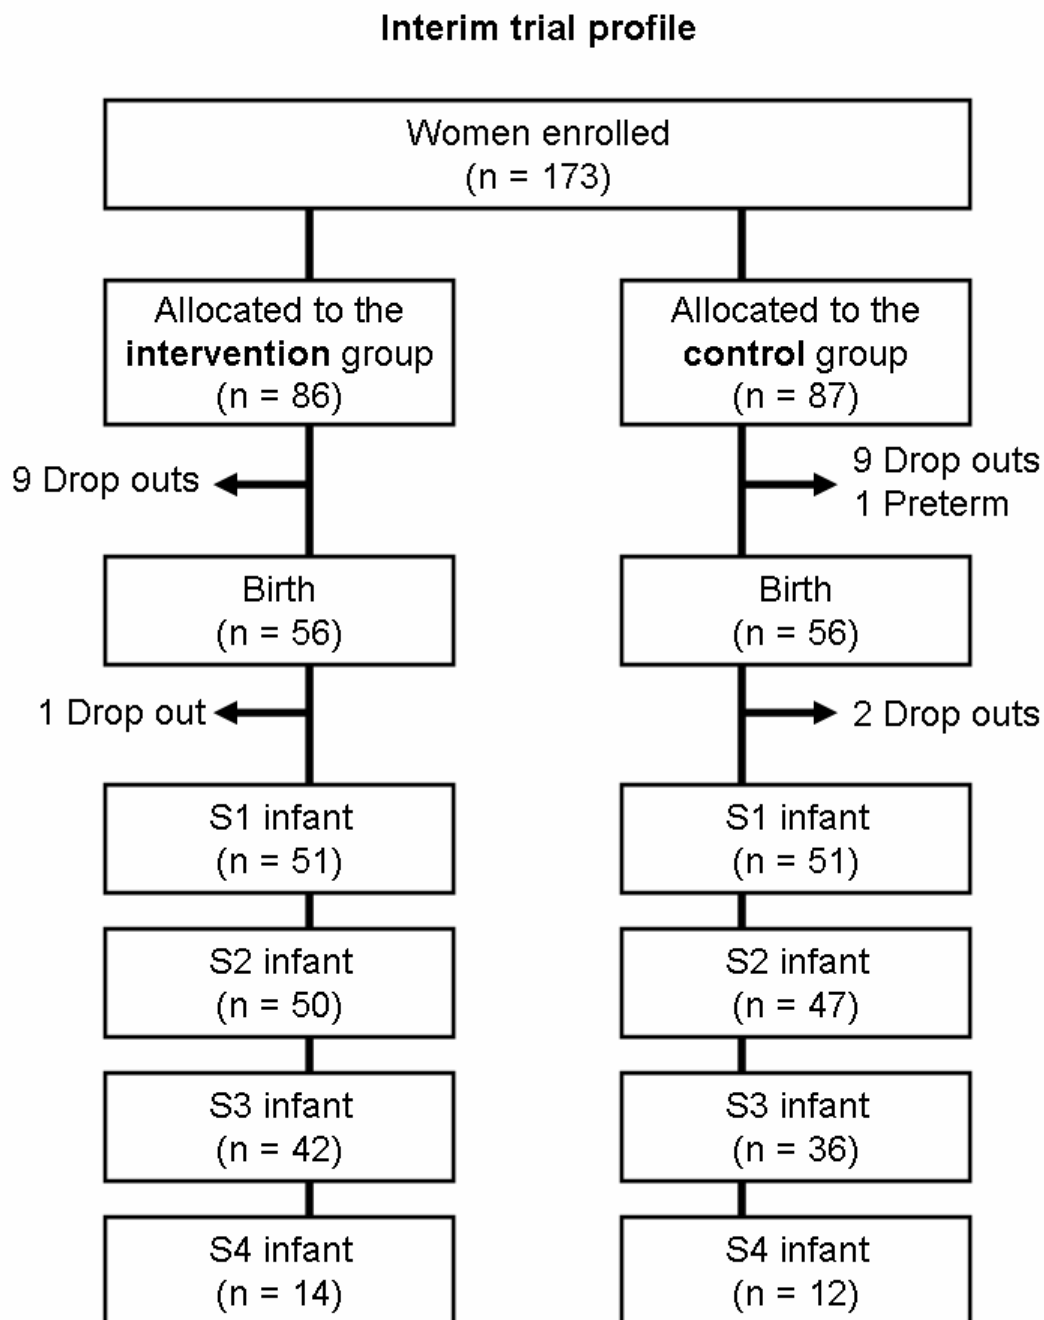 Interim trial profile
Women enrolled
(n = 173)
Allocated to the
intervention group
(n = 86)
Allocated to the
control group
(n = 87)
9 Drop outs
9 Drop outs
1 Preterm
Birth
(n = 56)
Birth
(n = 56)
1 Drop out
2 Drop outs
S1 infant
(n = 51)
S1 infant
(n = 51)
S2 infant
(n = 50)
S2 infant
(n = 47)
S3 infant
(n = 42)
S3 infant
(n = 36)
S4 infant
(n = 14)
S4 infant
(n = 12)